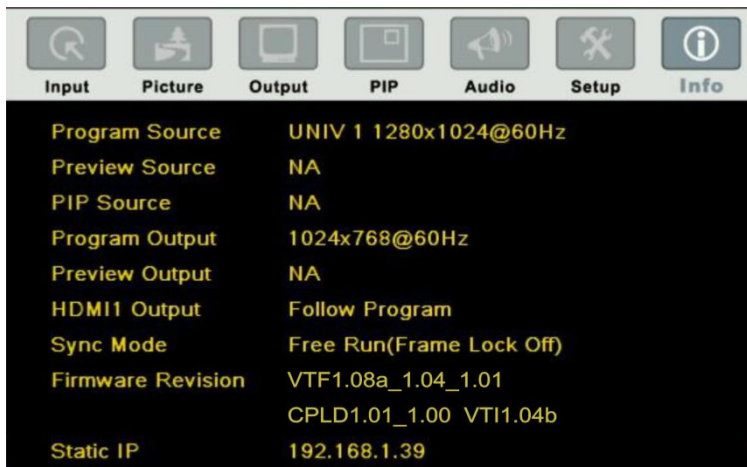 Input Picture Output PIP Audio Setup Info
Program Source UNIV 1 1280x1024@60Hz
Preview Source NA
PIP Source NA
Program Output 1024x768@60Hz
Preview Output NA
HDMI1 Output Follow Program
Sync Mode Free Run(Frame Lock Off)
Firmware Revision VTF1.08a_1.04_1.01
CPLD1.01_1.00 VTI1.04b
Static IP 192.168.1.39